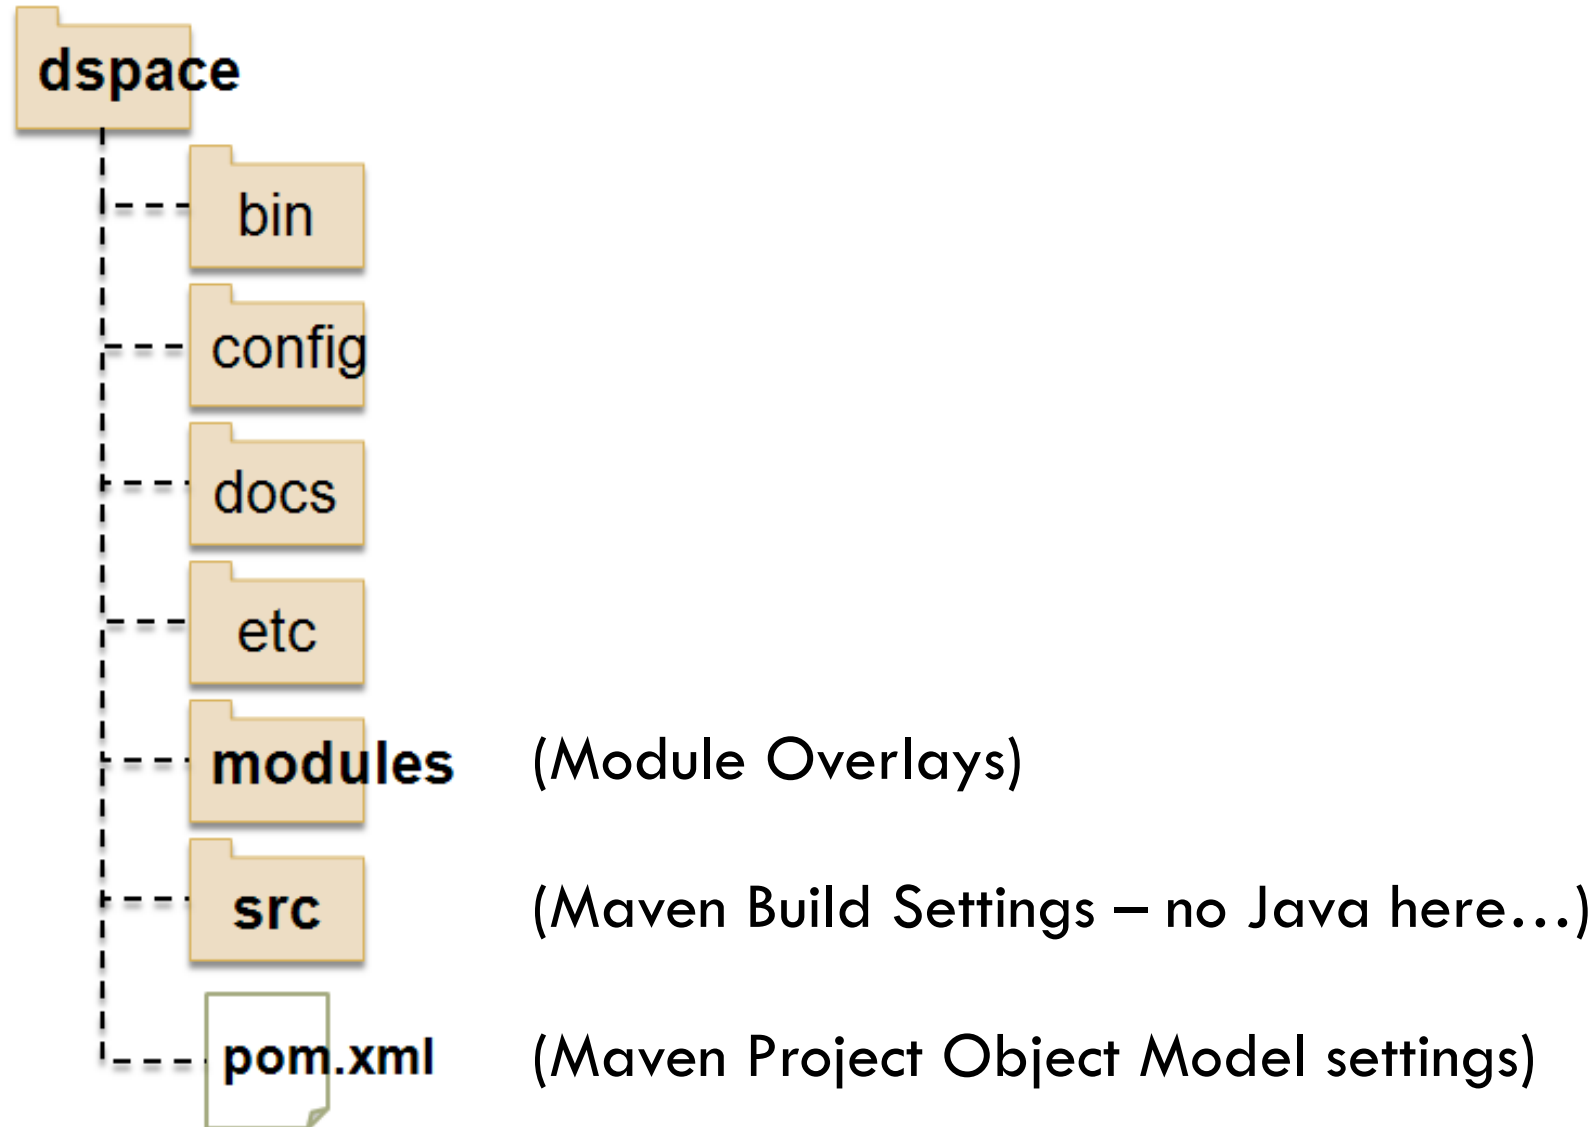 dspace
bin
config
docs
etc
modules (Module Overlays)
src (Maven Build Settings – no Java here…)
pom.xml (Maven Project Object Model settings)